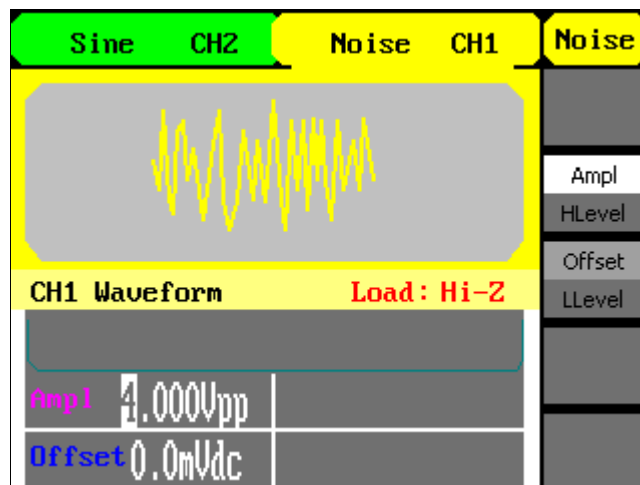 Sine CH2 Noise CH1 Noise
Ampl
HLevel
Offset
LLevel
CH1 Waveform Load: Hi-Z
Ampl 4.000Vpp
Offset 0.0mVdc